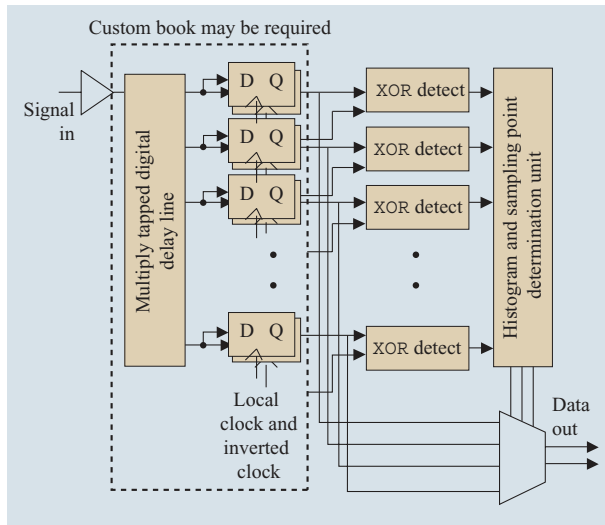 Custom book may be required
Signal
in
Multiply tapped digital
delay line
D Q
D Q
D Q
D Q
XOR detect
XOR detect
XOR detect
XOR detect
Histogram and sampling point
determination unit
Local
clock and
inverted
clock
Data
out